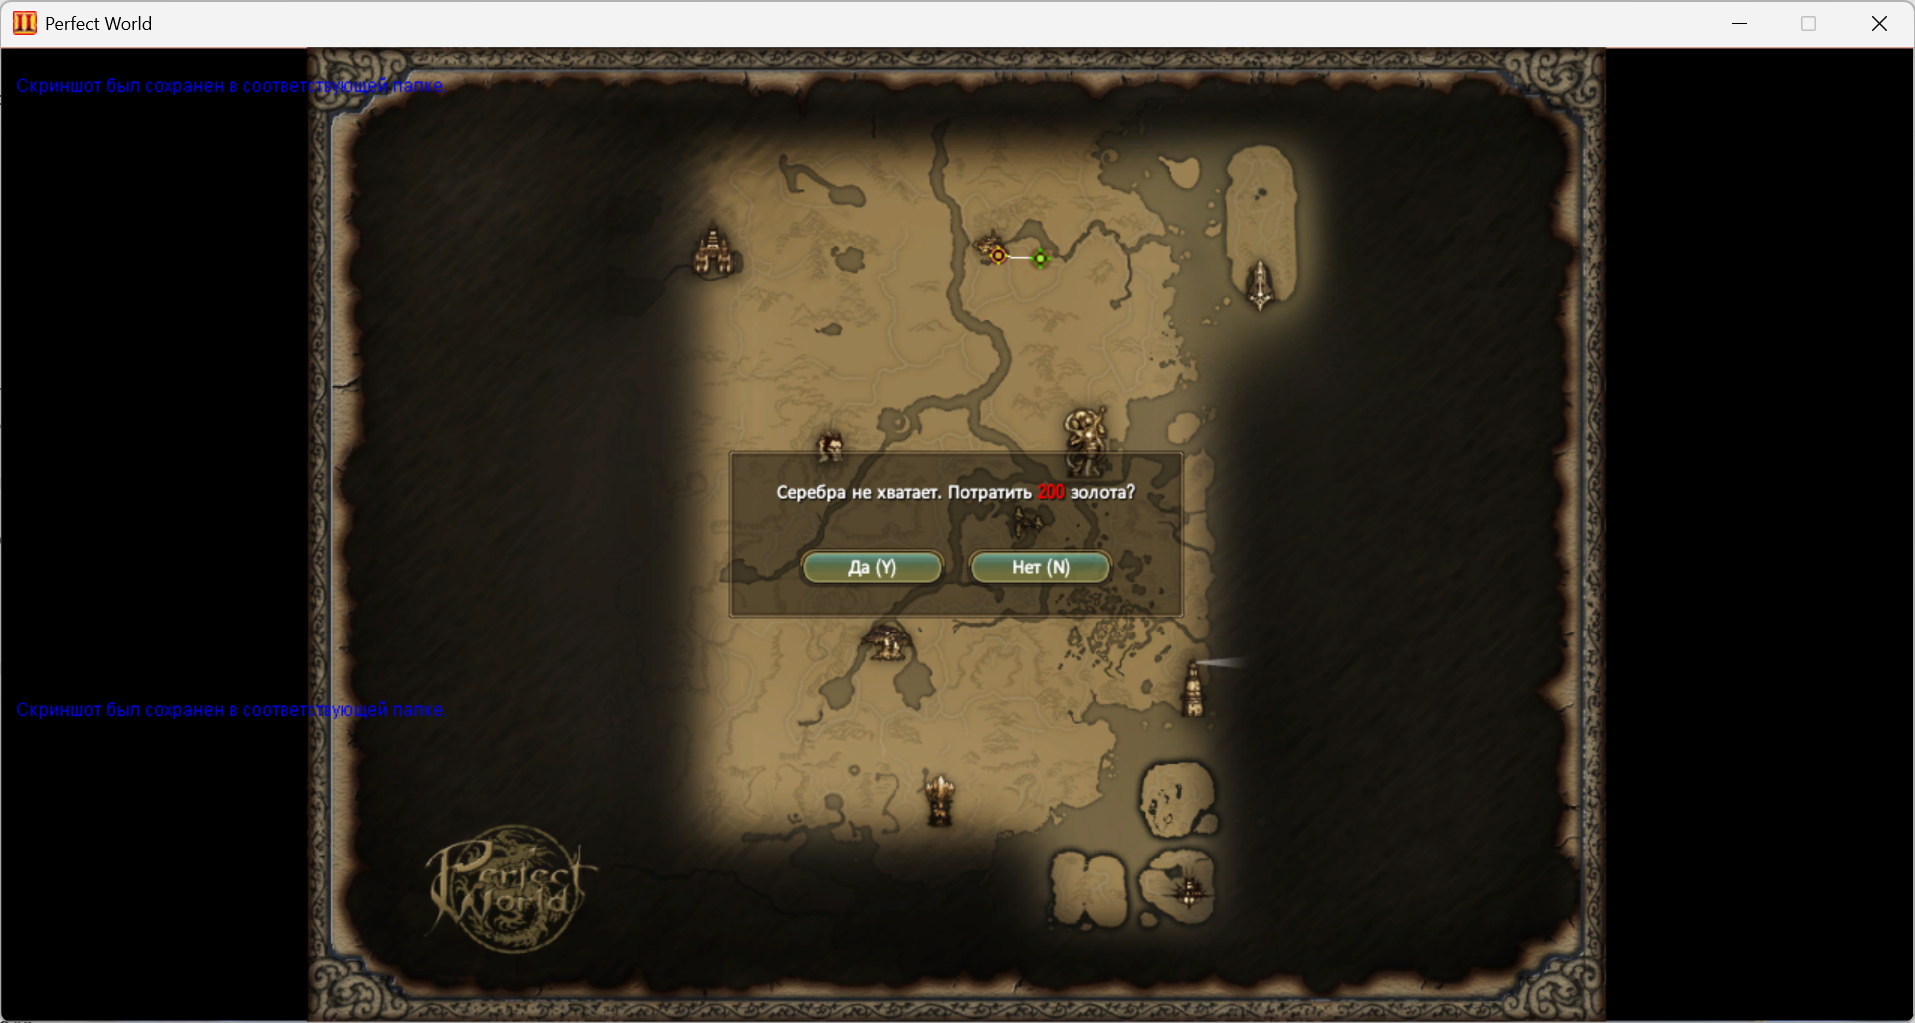 Perfect World
Скриншот был сохранен в соответствующей папке.
Серебра не хватает. Потратить 200 золота?
Да (Y)
Нет (N)
Скриншот был сохранен в соответствующей папке.
Perfect
World